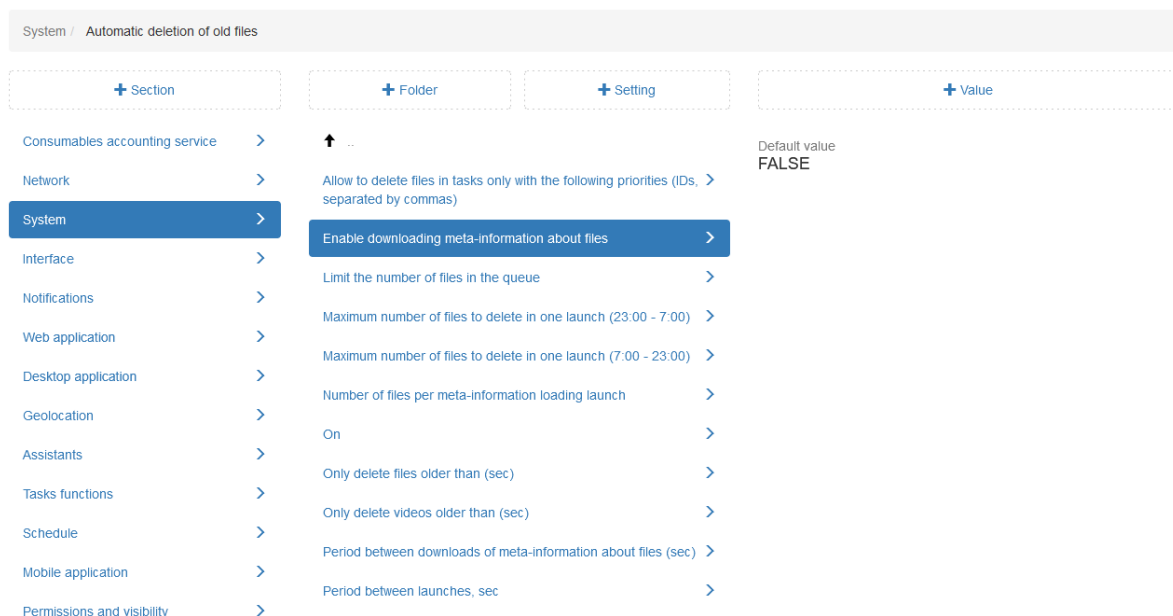 System / Automatic deletion of old files
+ Section
+ Folder
+ Setting
+ Value
Consumables accounting service
Network
System
Interface
Notifications
Web application
Desktop application
Geolocation
Assistants
Tasks functions
Schedule
Mobile application
Permissions and visibility
..
Allow to delete files in tasks only with the following priorities (IDs,
separated by commas)
Enable downloading meta-information about files
Limit the number of files in the queue
Maximum number of files to delete in one launch (23:00 - 7:00)
Maximum number of files to delete in one launch (7:00 - 23:00)
Number of files per meta-information loading launch
On
Only delete files older than (sec)
Only delete videos older than (sec)
Period between downloads of meta-information about files (sec)
Period between launches, sec
Default value
FALSE